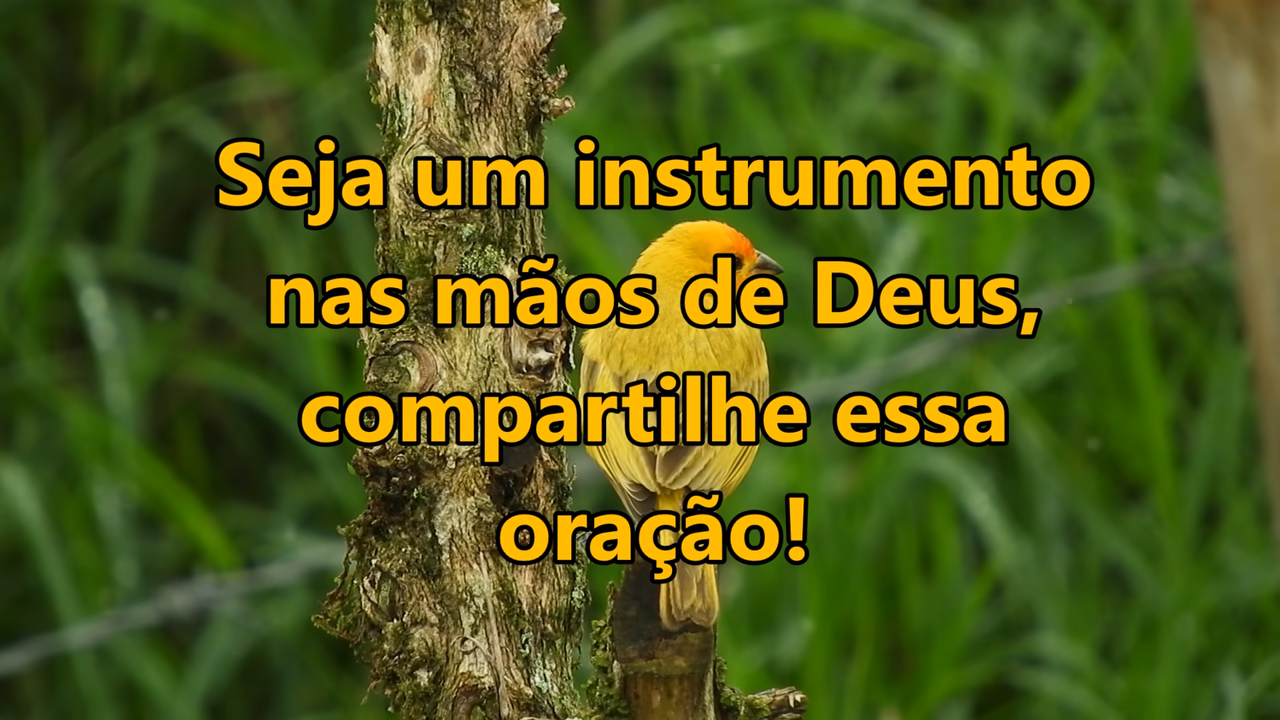 Seja um instrumento
nas mãos de Deus,
compartilhe essa
oração!